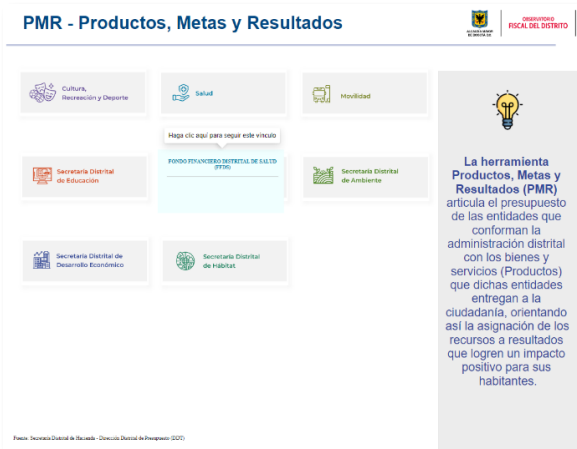 PMR - Productos, Metas y Resultados
ALCALDÍA MAYOR
DE BOGOTÁ D.C.
OBSERVATORIO
FISCAL DEL DISTRITO
Cultura,
Recreación y Deporte
Salud
Movilidad
Haga clic aquí para seguir este vínculo
FONDO FINANCIERO DISTRITAL DE SALUD
(FFDS)
Secretaría Distrital
de Educación
Secretaría Distrital
de Ambiente
Secretaría Distrital de
Desarrollo Económico
Secretaría Distrital
de Hábitat
La herramienta
Productos, Metas y
Resultados (PMR)
articula el presupuesto
de las entidades que
conforman la
administración distrital
con los bienes y
servicios (Productos)
que dichas entidades
entregan a la
ciudadanía, orientando
así la asignación de los
recursos a resultados
que logren un impacto
positivo para sus
habitantes.
Fuente: Secretaría Distrital de Hacienda - Dirección Distrital de Presupuesto (DDP)